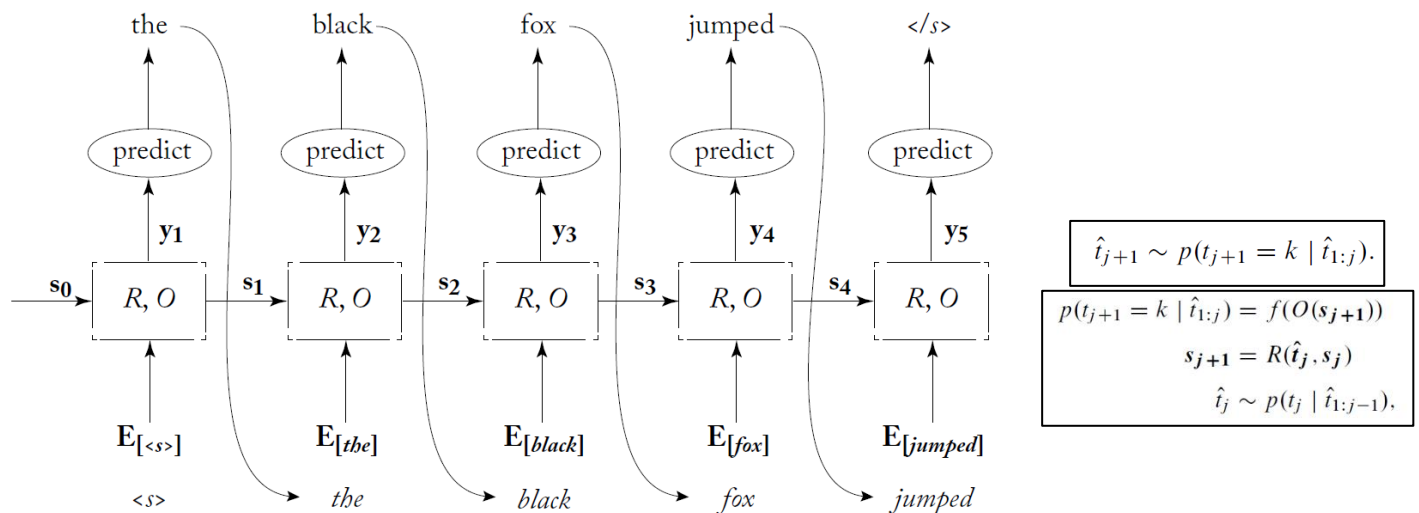 the black fox jumped </s>
predict predict predict predict predict
y₁ y₂ y₃ y₄ y₅
s₀ R, O s₁ R, O s₂ R, O s₃ R, O s₄ R, O
E[<s>] E[the] E[black] E[fox] E[jumped]
<s> the black fox jumped
t̂ⱼ₊₁ ∼ p(tⱼ₊₁ = k | t̂₁:ⱼ).
p(tⱼ₊₁ = k | t̂₁:ⱼ) = f(O(sⱼ₊₁))
sⱼ₊₁ = R(t̂ⱼ, sⱼ)
t̂ⱼ ∼ p(tⱼ | t̂₁:ⱼ₋₁),